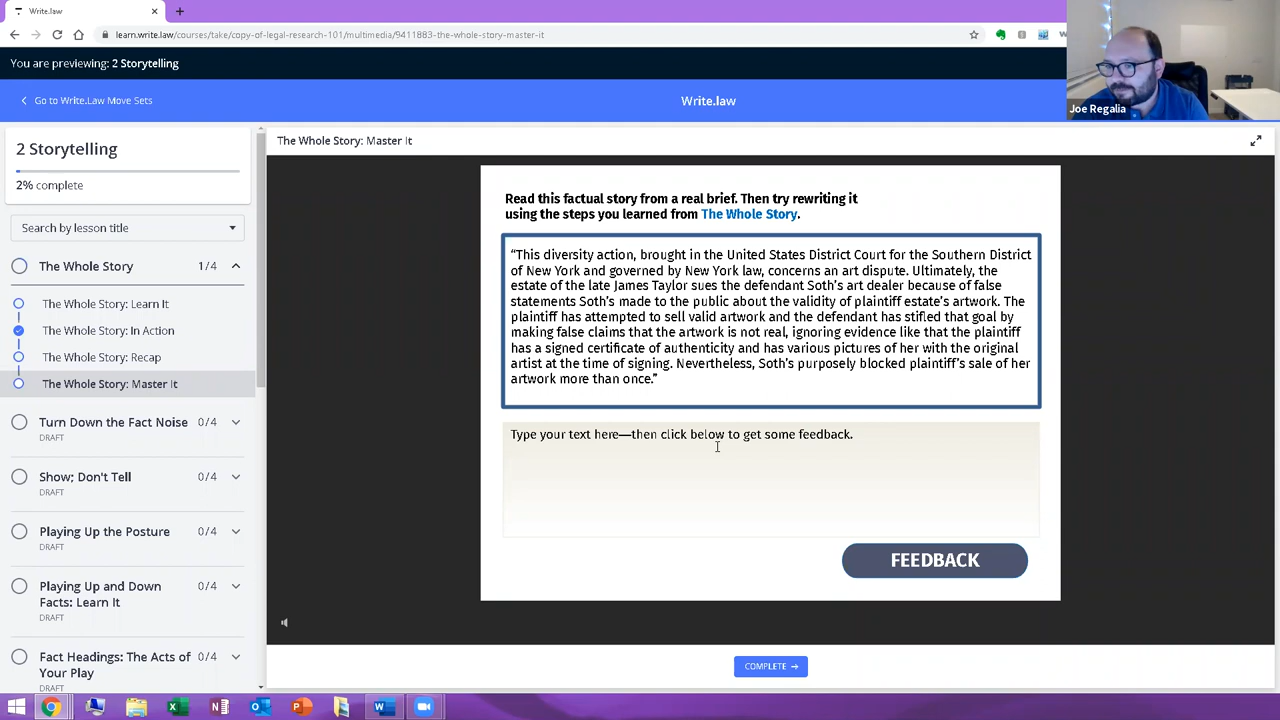 Write.law
learn.write.law/courses/take/copy-of-legal-research-101/multimedia/9411883-the-whole-story-master-it
You are previewing: 2 Storytelling
Joe Regalia
Go to Write.Law Move Sets
Write.law
2 Storytelling
2% complete
Search by lesson title
The Whole Story 1/4
The Whole Story: Learn It
The Whole Story: In Action
The Whole Story: Recap
The Whole Story: Master It
Turn Down the Fact Noise 0/4
DRAFT
Show; Don't Tell 0/4
DRAFT
Playing Up the Posture 0/4
DRAFT
Playing Up and Down 0/4
Facts: Learn It
DRAFT
Fact Headings: The Acts of 0/4
Your Play
DRAFT
The Whole Story: Master It
Read this factual story from a real brief. Then try rewriting it
using the steps you learned from The Whole Story.
“This diversity action, brought in the United States District Court for the Southern District
of New York and governed by New York law, concerns an art dispute. Ultimately, the
estate of the late James Taylor sues the defendant Soth’s art dealer because of false
statements Soth’s made to the public about the validity of plaintiff estate’s artwork. The
plaintiff has attempted to sell valid artwork and the defendant has stifled that goal by
making false claims that the artwork is not real, ignoring evidence like that the plaintiff
has a signed certificate of authenticity and has various pictures of her with the original
artist at the time of signing. Nevertheless, Soth’s purposely blocked plaintiff’s sale of her
artwork more than once.”
Type your text here—then click below to get some feedback.
FEEDBACK
COMPLETE →